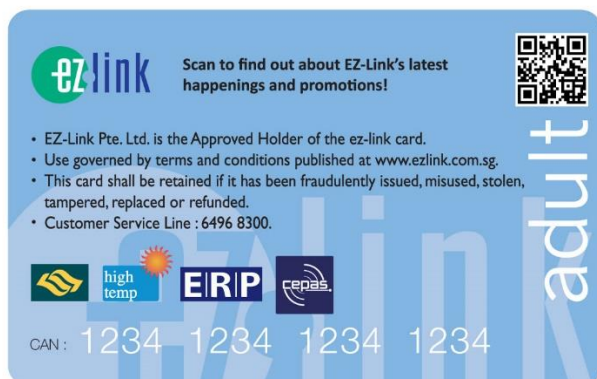 ez-link
Scan to find out about EZ-Link's latest
happenings and promotions!
• EZ-Link Pte. Ltd. is the Approved Holder of the ez-link card.
• Use governed by terms and conditions published at www.ezlink.com.sg.
• This card shall be retained if it has been fraudulently issued, misused, stolen,
tampered, replaced or refunded.
• Customer Service Line : 6496 8300.
adult
ez-link
high
temp
E|R|P
cepas
CAN : 1234 1234 1234 1234